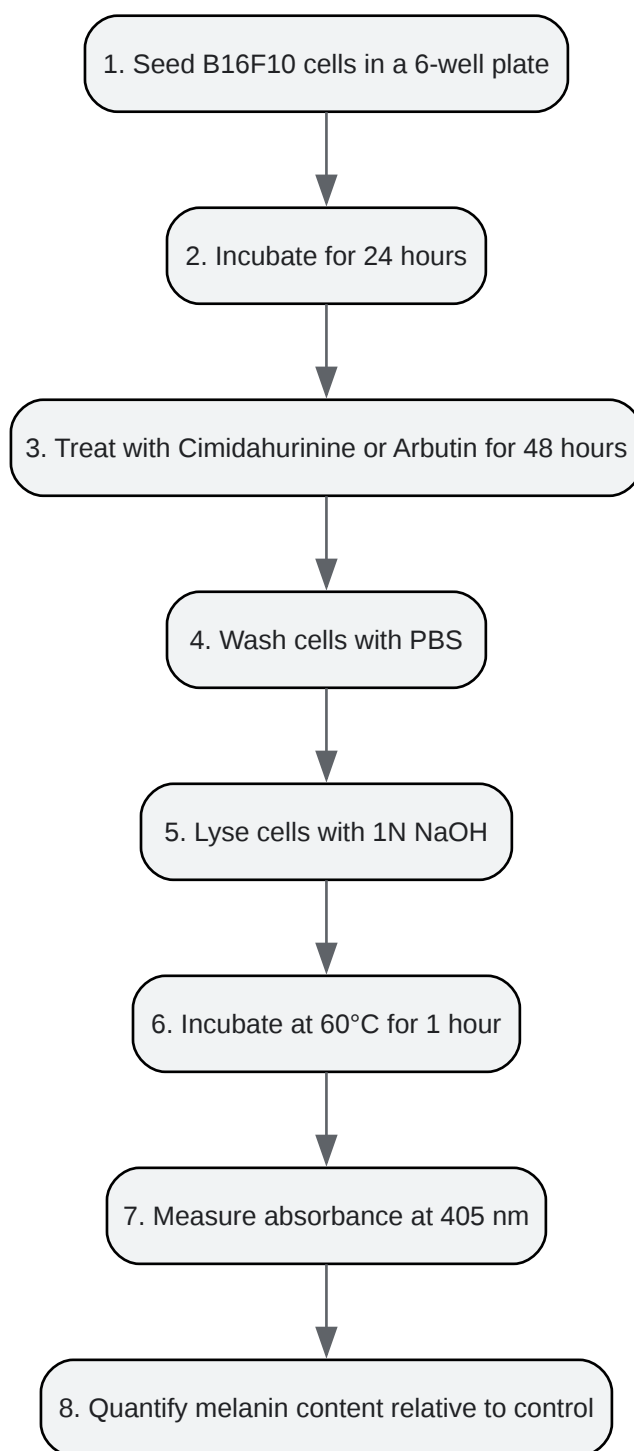 1. Seed B16F10 cells in a 6-well plate
2. Incubate for 24 hours
3. Treat with Cimidahurinine or Arbutin for 48 hours
4. Wash cells with PBS
5. Lyse cells with 1N NaOH
6. Incubate at 60°C for 1 hour
7. Measure absorbance at 405 nm
8. Quantify melanin content relative to control